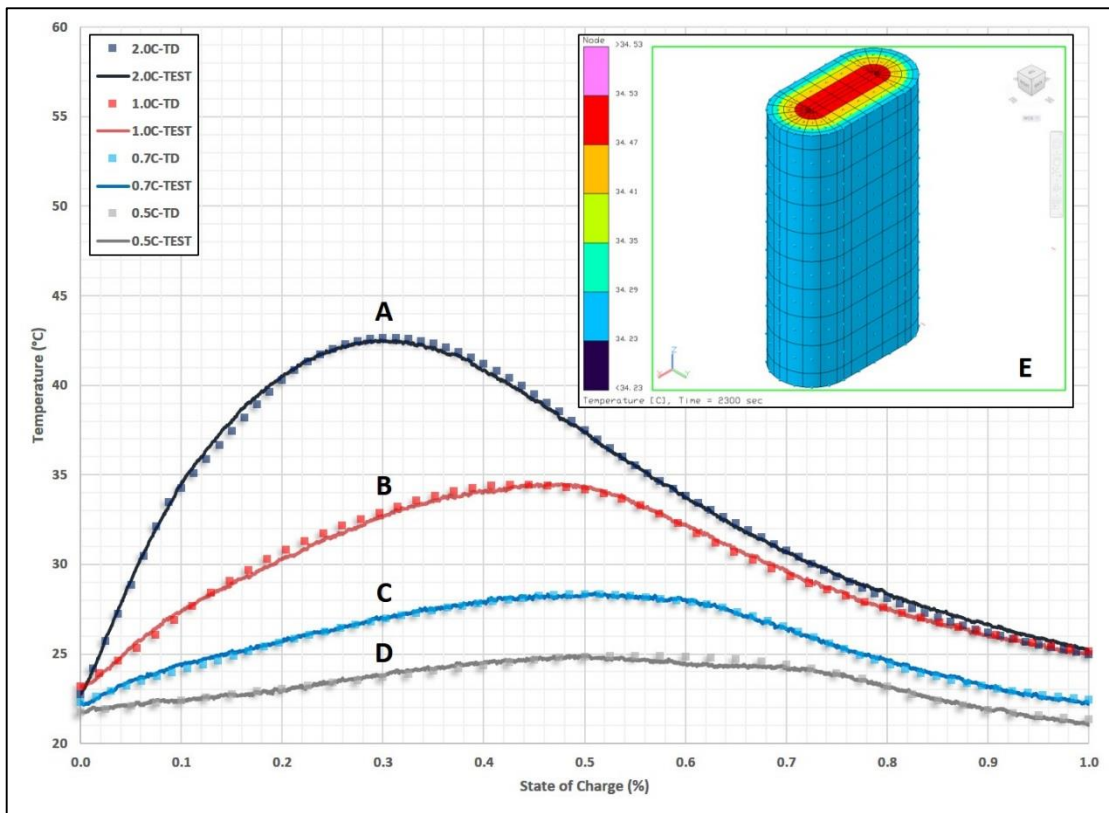 60
55
50
45
40
35
30
25
20
Temperature (°C)
2.0C-TD
2.0C-TEST
1.0C-TD
1.0C-TEST
0.7C-TD
0.7C-TEST
0.5C-TD
0.5C-TEST
A
B
C
D
Node
>34.53
34.53
34.47
34.41
34.35
34.29
34.23
<34.23
Z
E
Temperature [C], Time = 2300 sec
0.0 0.1 0.2 0.3 0.4 0.5 0.6 0.7 0.8 0.9 1.0
State of Charge (%)